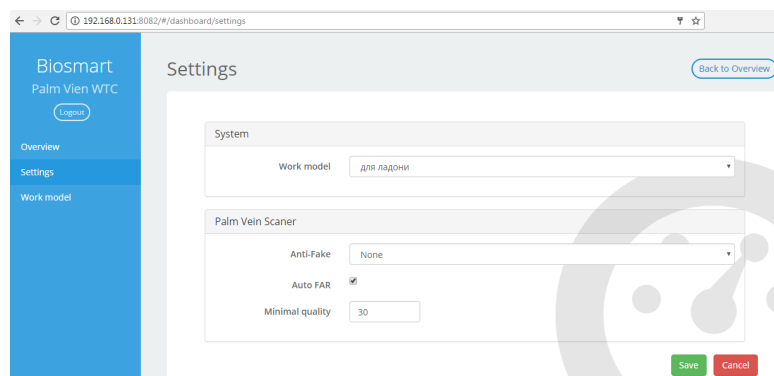 192.168.0.131:8082/#/dashboard/settings
Biosmart
Palm Vien WTC
Logout
Overview
Settings
Work model
Settings
Back to Overview
System
Work model
для ладони
Palm Vein Scaner
Anti-Fake
None
Auto FAR
Minimal quality
30
Save
Cancel